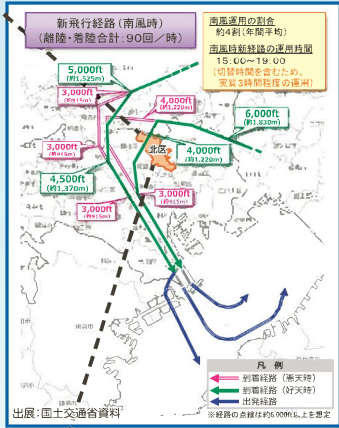 新飛行経路(南風時)
(離陸・着陸合計:90回/時)
南風運用の割合
約4割(年間平均)
南風時新経路の運用時間
15:00~19:00
(切替時間を含むため、
実質3時間程度の運用)
5,000ft
(約1,525m)
3,000ft
(約915m)
4,000ft
(約1,220m)
6,000ft
(約1,830m)
3,000ft
(約915m)
北区
4,000ft
(約1,220m)
4,500ft
(約1,370m)
3,000ft
(約915m)
3,000ft
(約915m)
凡例
到着経路(悪天時)
到着経路(好天時)
出発経路
※経路の点線は約6,000ft以上を想定
出展:国土交通省資料